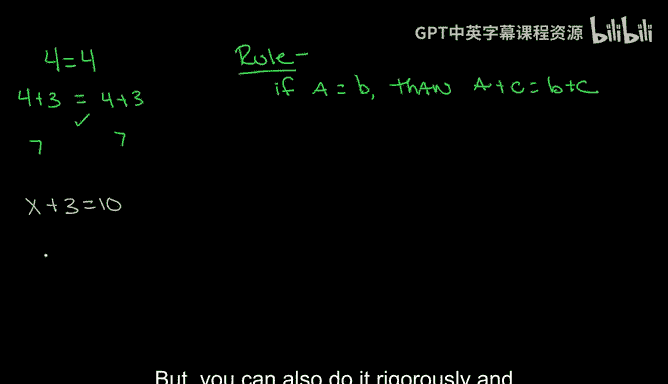 GPT中英字幕课程资源 bilibili
4=4
Rule-
if A=b, than A+C=b+C
4+3 = 4+3
✓
7 7
x+3=10
But, you can also do it rigorously and